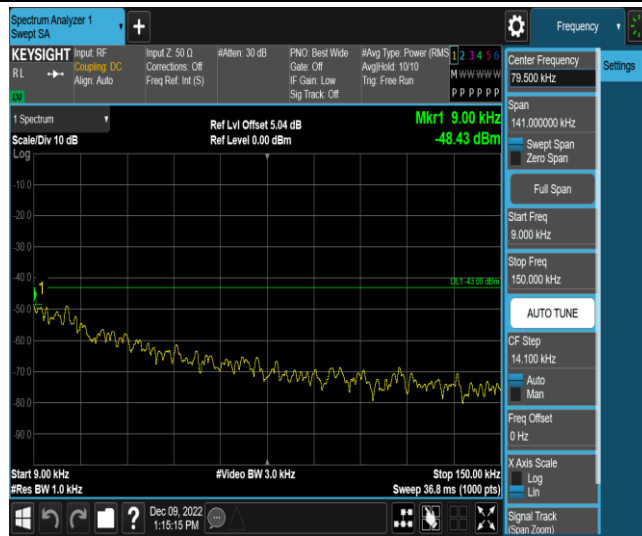 Spectrum Analyzer 1
Swept SA
+
Frequency
KEYSIGHT
RL
Input: RF
Coupling: DC
Align: Auto
Input Z: 50 Ω
Corrections: Off
Freq Ref: Int (S)
#Atten: 30 dB
PNO: Best Wide
Gate: Off
IF Gain: Low
Sig Track: Off
#Avg Type: Power (RMS
Avg|Hold: 10/10
Trig: Free Run
1 2 3 4 5 6
M W W W W W
P P P P P P
1 Spectrum
Scale/Div 10 dB
Log
Ref Lvl Offset 5.04 dB
Ref Level 0.00 dBm
Mkr1 9.00 kHz
-48.43 dBm
-10.0
-20.0
-30.0
-40.0
-50.0
-60.0
-70.0
-80.0
-90.0
1
DL1 -43.00 dBm
Start 9.00 kHz
#Res BW 1.0 kHz
#Video BW 3.0 kHz
Stop 150.00 kHz
Sweep 36.8 ms (1000 pts)
?
Dec 09, 2022
1:15:15 PM
Center Frequency
79.500 kHz
Settings
Span
141.000000 kHz
Swept Span
Zero Span
Full Span
Start Freq
9.000 kHz
Stop Freq
150.000 kHz
AUTO TUNE
CF Step
14.100 kHz
Auto
Man
Freq Offset
0 Hz
X Axis Scale
Log
Lin
Signal Track
(Span Zoom)